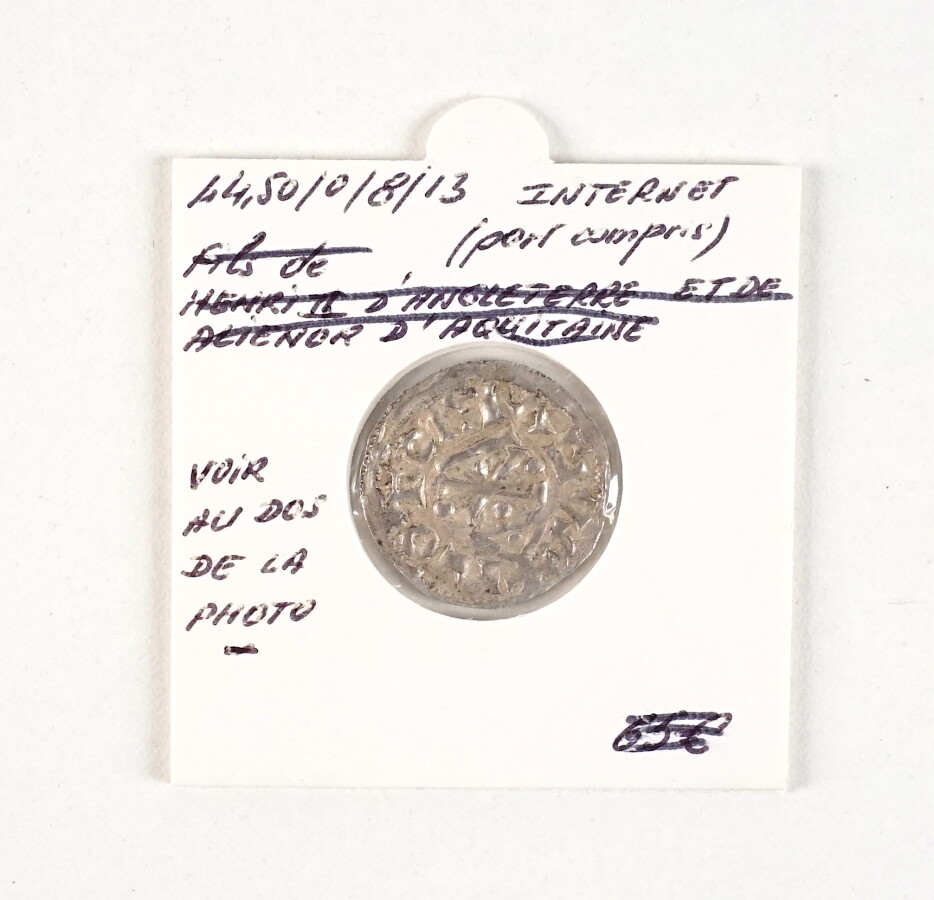 44,50/0/8/13 INTERNET
(port compris)
Fils de
HENRI II D'ANGLETERRE ET DE
ALIENOR D'AQUITAINE
VOIR
AU DOS
DE LA
PHOTO
65€